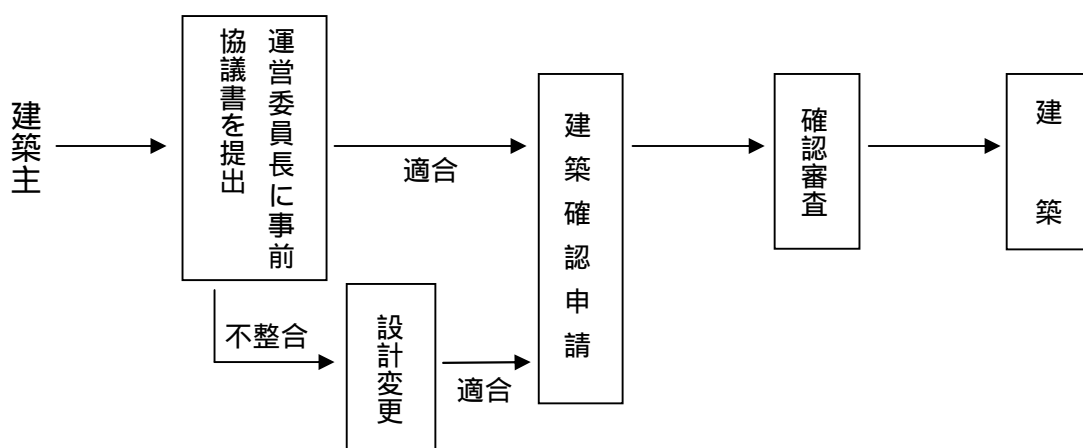 建築主
運営委員長に事前
協議書を提出
適合
不整合
設計変更
適合
建築確認申請
確認審査
建築